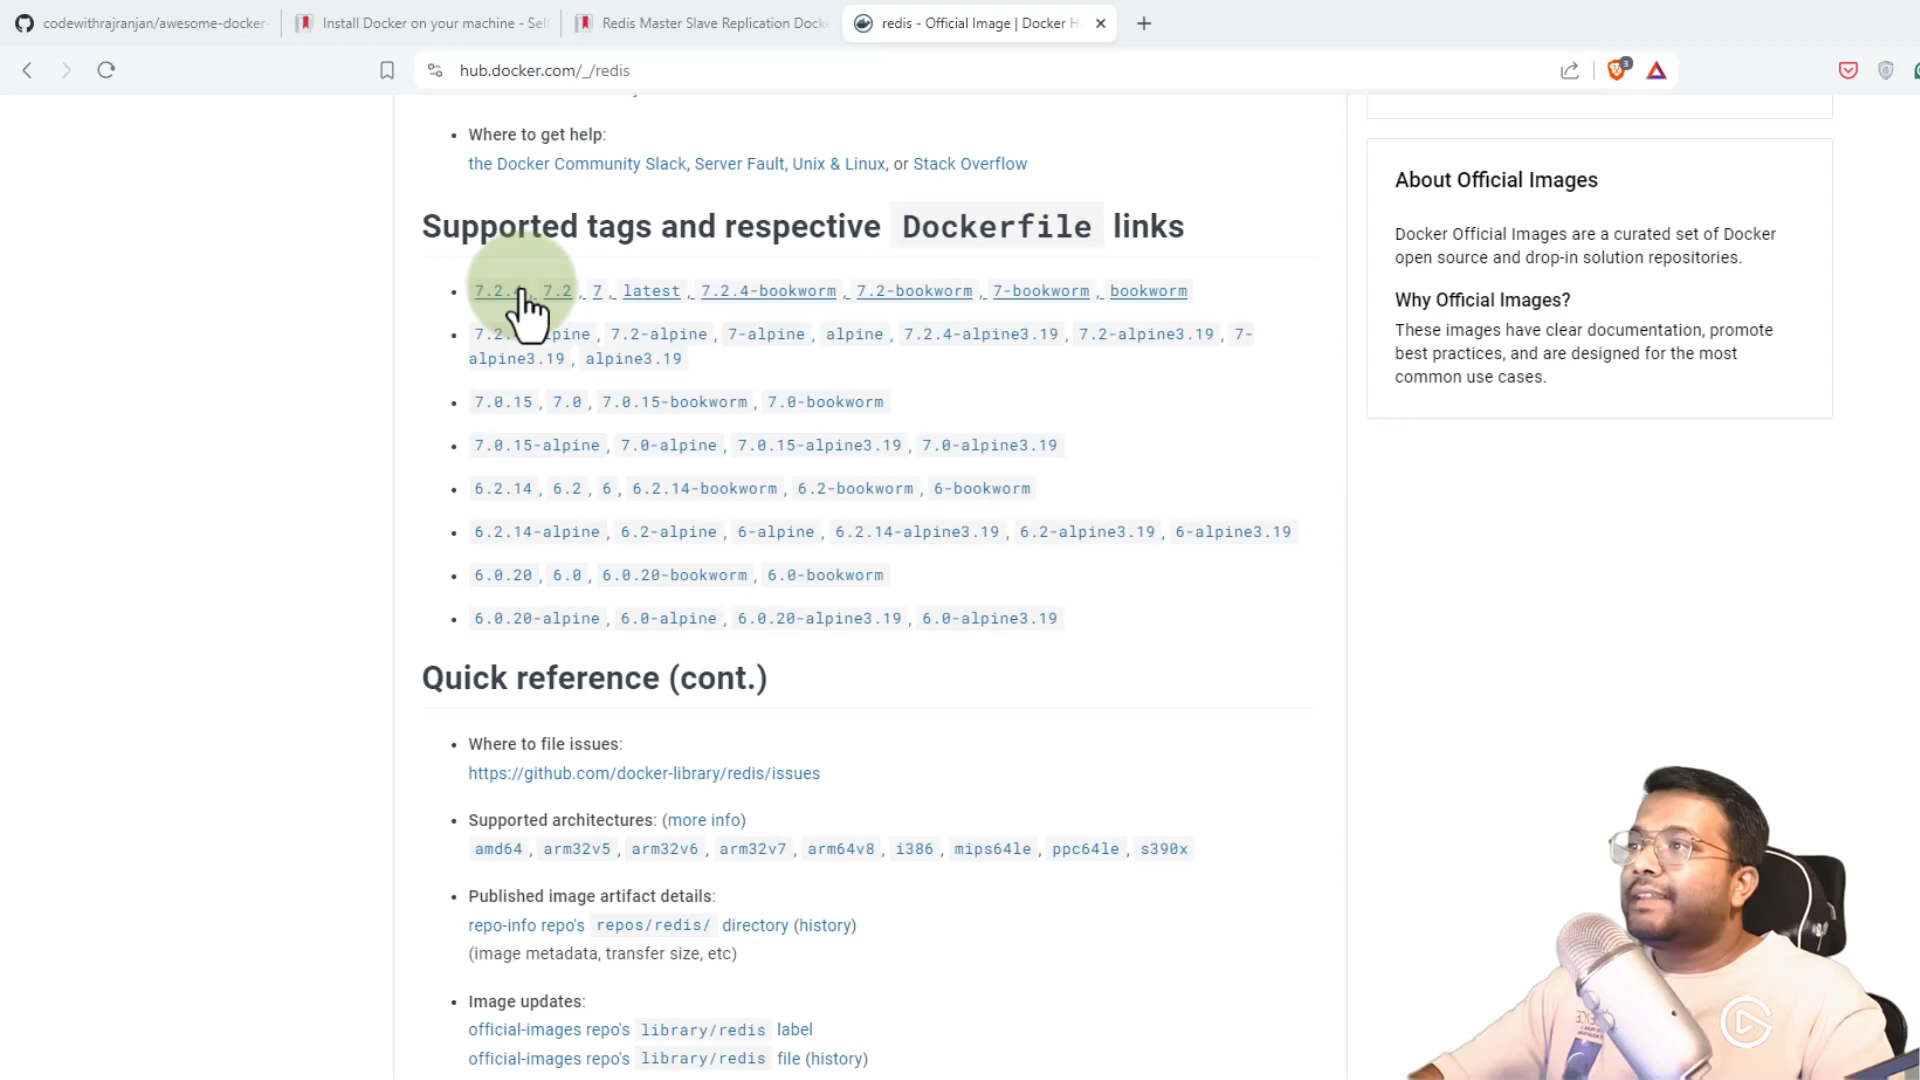 codewithrajranjan/awesome-docker-
Install Docker on your machine - Sel
Redis Master Slave Replication Docke
redis - Official Image | Docker H
hub.docker.com/_/redis
3
• Where to get help:
the Docker Community Slack, Server Fault, Unix & Linux, or Stack Overflow
Supported tags and respective Dockerfile links
• 7.2.4, 7.2, 7, latest, 7.2.4-bookworm, 7.2-bookworm, 7-bookworm, bookworm
• 7.2. lpine, 7.2-alpine, 7-alpine, alpine, 7.2.4-alpine3.19, 7.2-alpine3.19, 7-
alpine3.19, alpine3.19
• 7.0.15, 7.0, 7.0.15-bookworm, 7.0-bookworm
• 7.0.15-alpine, 7.0-alpine, 7.0.15-alpine3.19, 7.0-alpine3.19
• 6.2.14, 6.2, 6, 6.2.14-bookworm, 6.2-bookworm, 6-bookworm
• 6.2.14-alpine, 6.2-alpine, 6-alpine, 6.2.14-alpine3.19, 6.2-alpine3.19, 6-alpine3.19
• 6.0.20, 6.0, 6.0.20-bookworm, 6.0-bookworm
• 6.0.20-alpine, 6.0-alpine, 6.0.20-alpine3.19, 6.0-alpine3.19
Quick reference (cont.)
• Where to file issues:
https://github.com/docker-library/redis/issues
• Supported architectures: (more info)
amd64, arm32v5, arm32v6, arm32v7, arm64v8, i386, mips64le, ppc64le, s390x
• Published image artifact details:
repo-info repo's repos/redis/ directory (history)
(image metadata, transfer size, etc)
• Image updates:
official-images repo's library/redis label
official-images repo's library/redis file (history)
About Official Images
Docker Official Images are a curated set of Docker
open source and drop-in solution repositories.
Why Official Images?
These images have clear documentation, promote
best practices, and are designed for the most
common use cases.